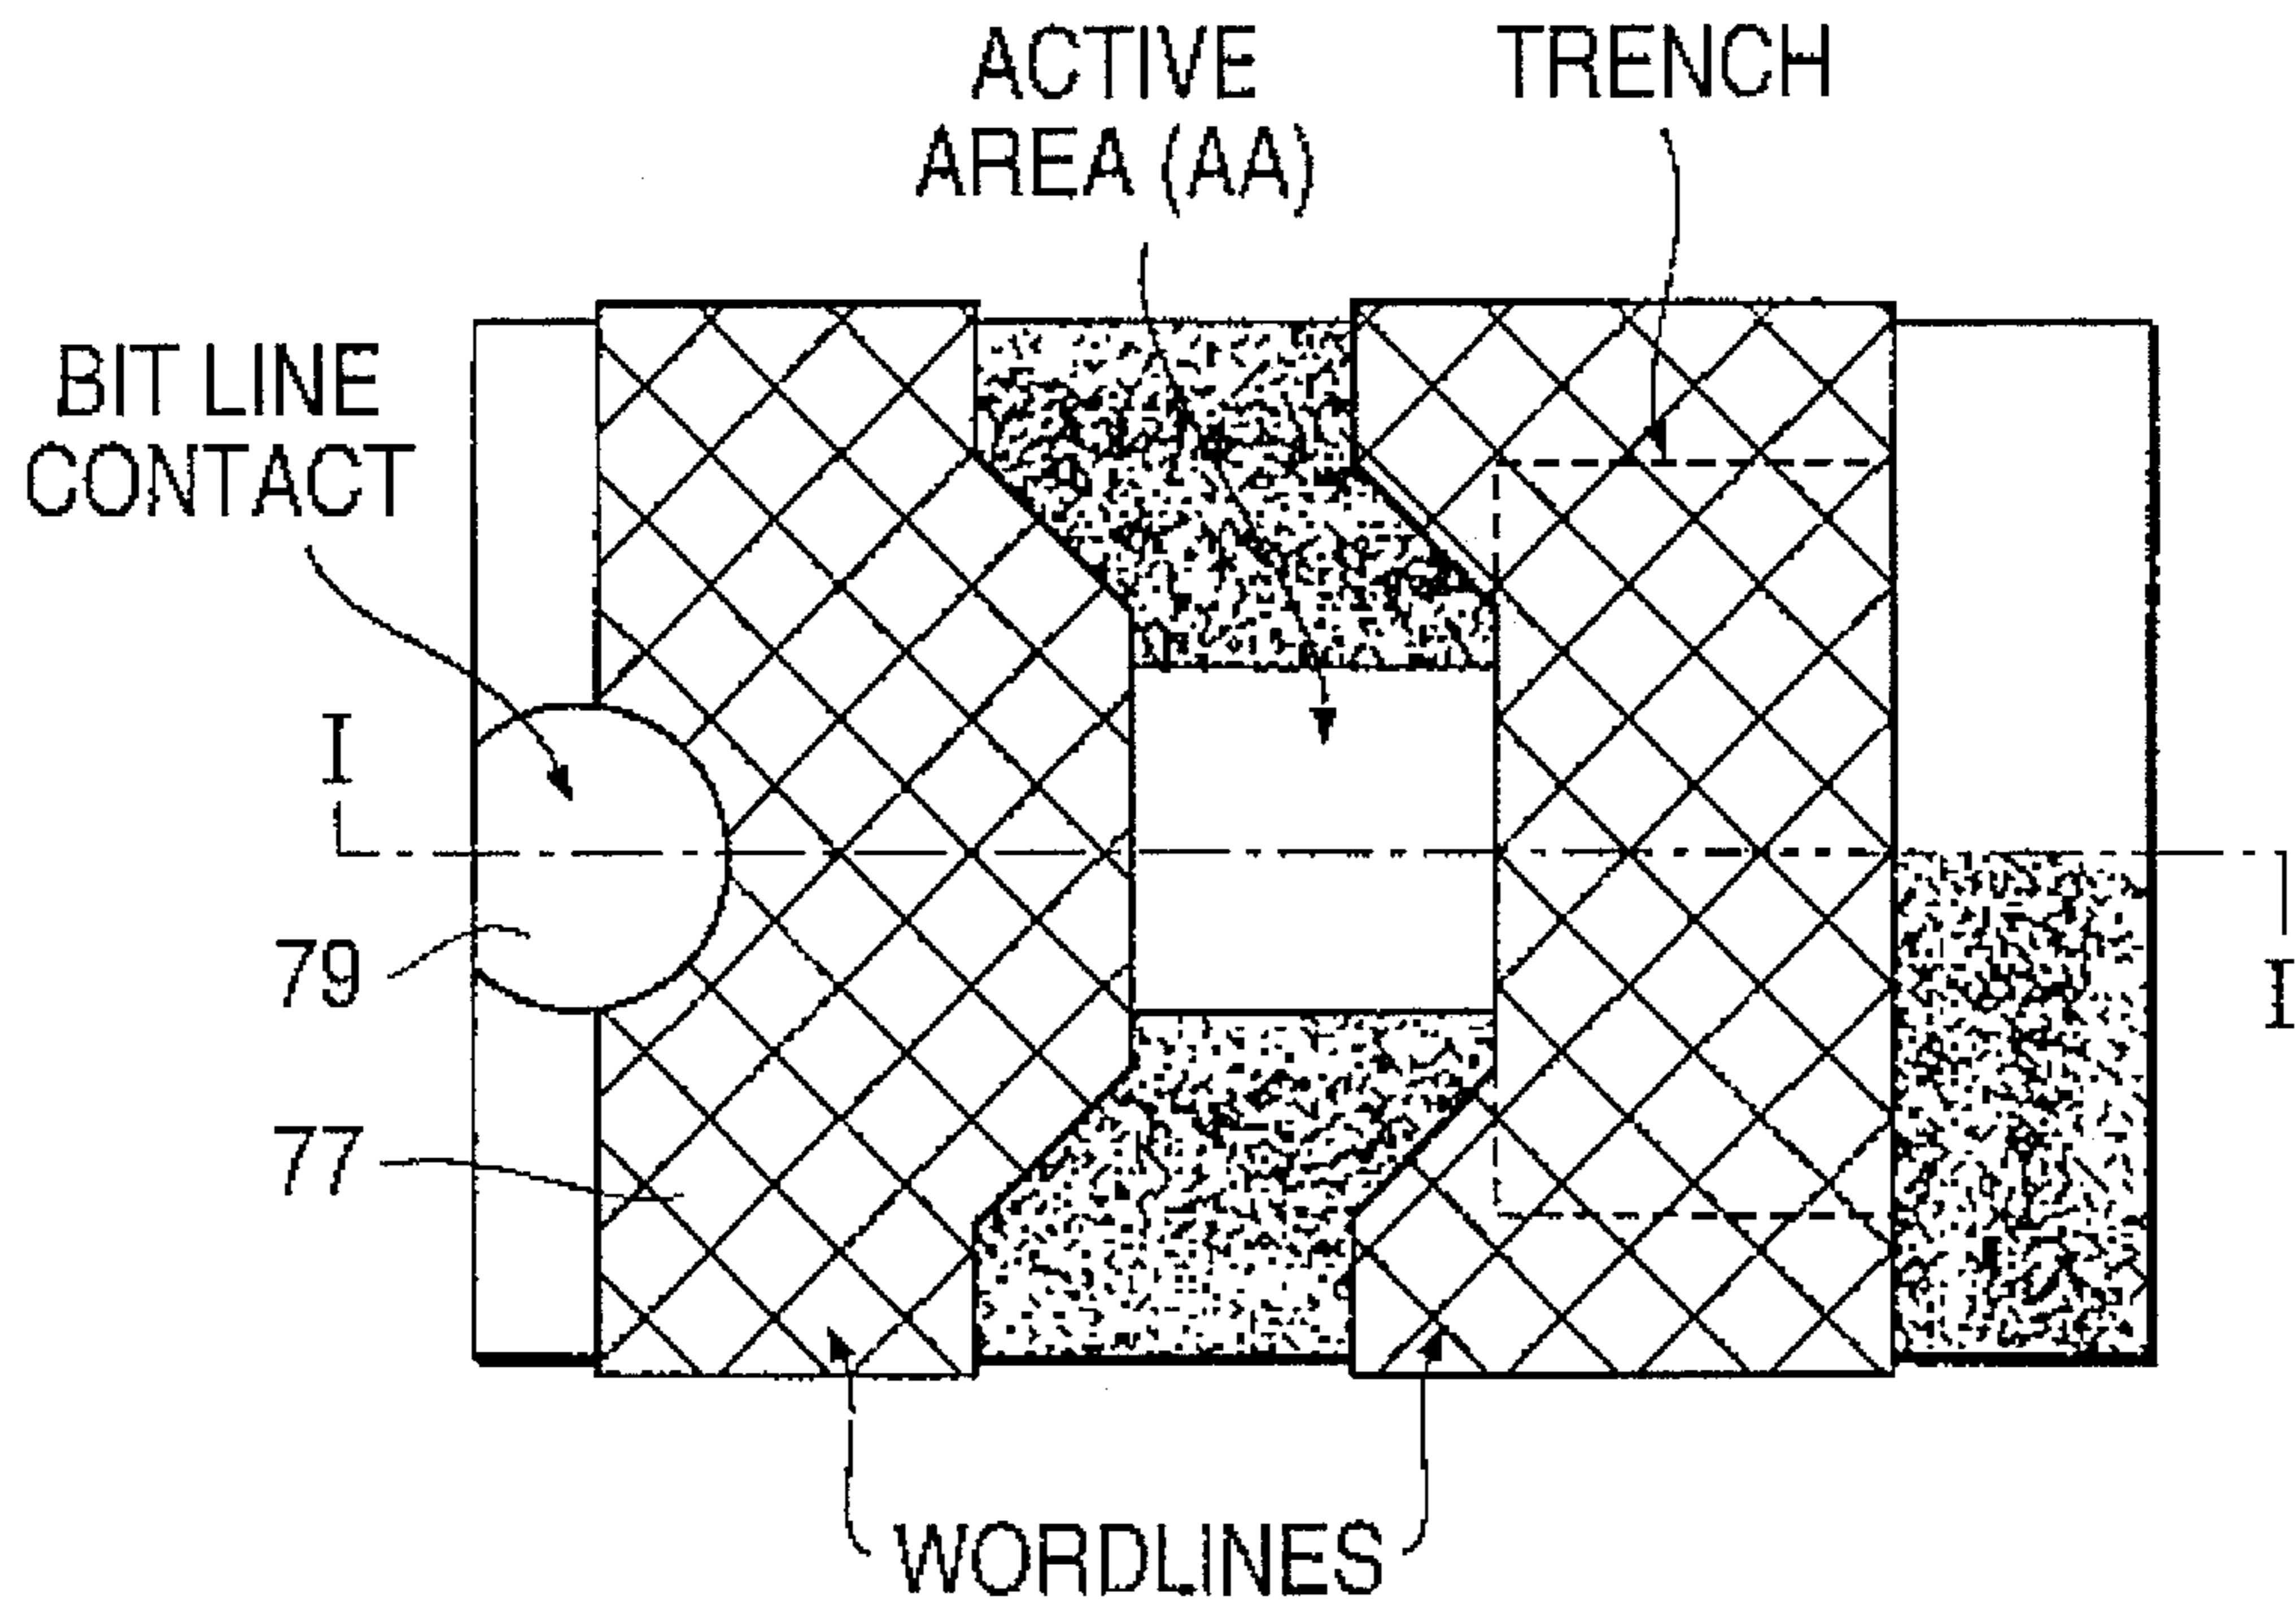 ACTIVE
AREA (AA)
TRENCH
BIT LINE
CONTACT
I
79
I
77
WORDLINES